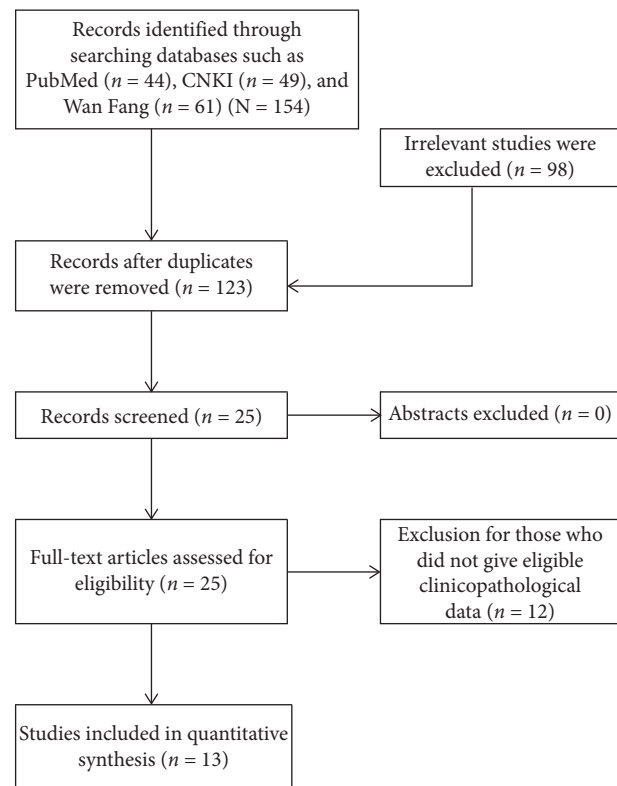 Records identified through
searching databases such as
PubMed (n = 44), CNKI (n = 49), and
Wan Fang (n = 61) (N = 154)
Irrelevant studies were
excluded (n = 98)
Records after duplicates
were removed (n = 123)
Records screened (n = 25)
Abstracts excluded (n = 0)
Full-text articles assessed for
eligibility (n = 25)
Exclusion for those who
did not give eligible
clinicopathological
data (n = 12)
Studies included in quantitative
synthesis (n = 13)